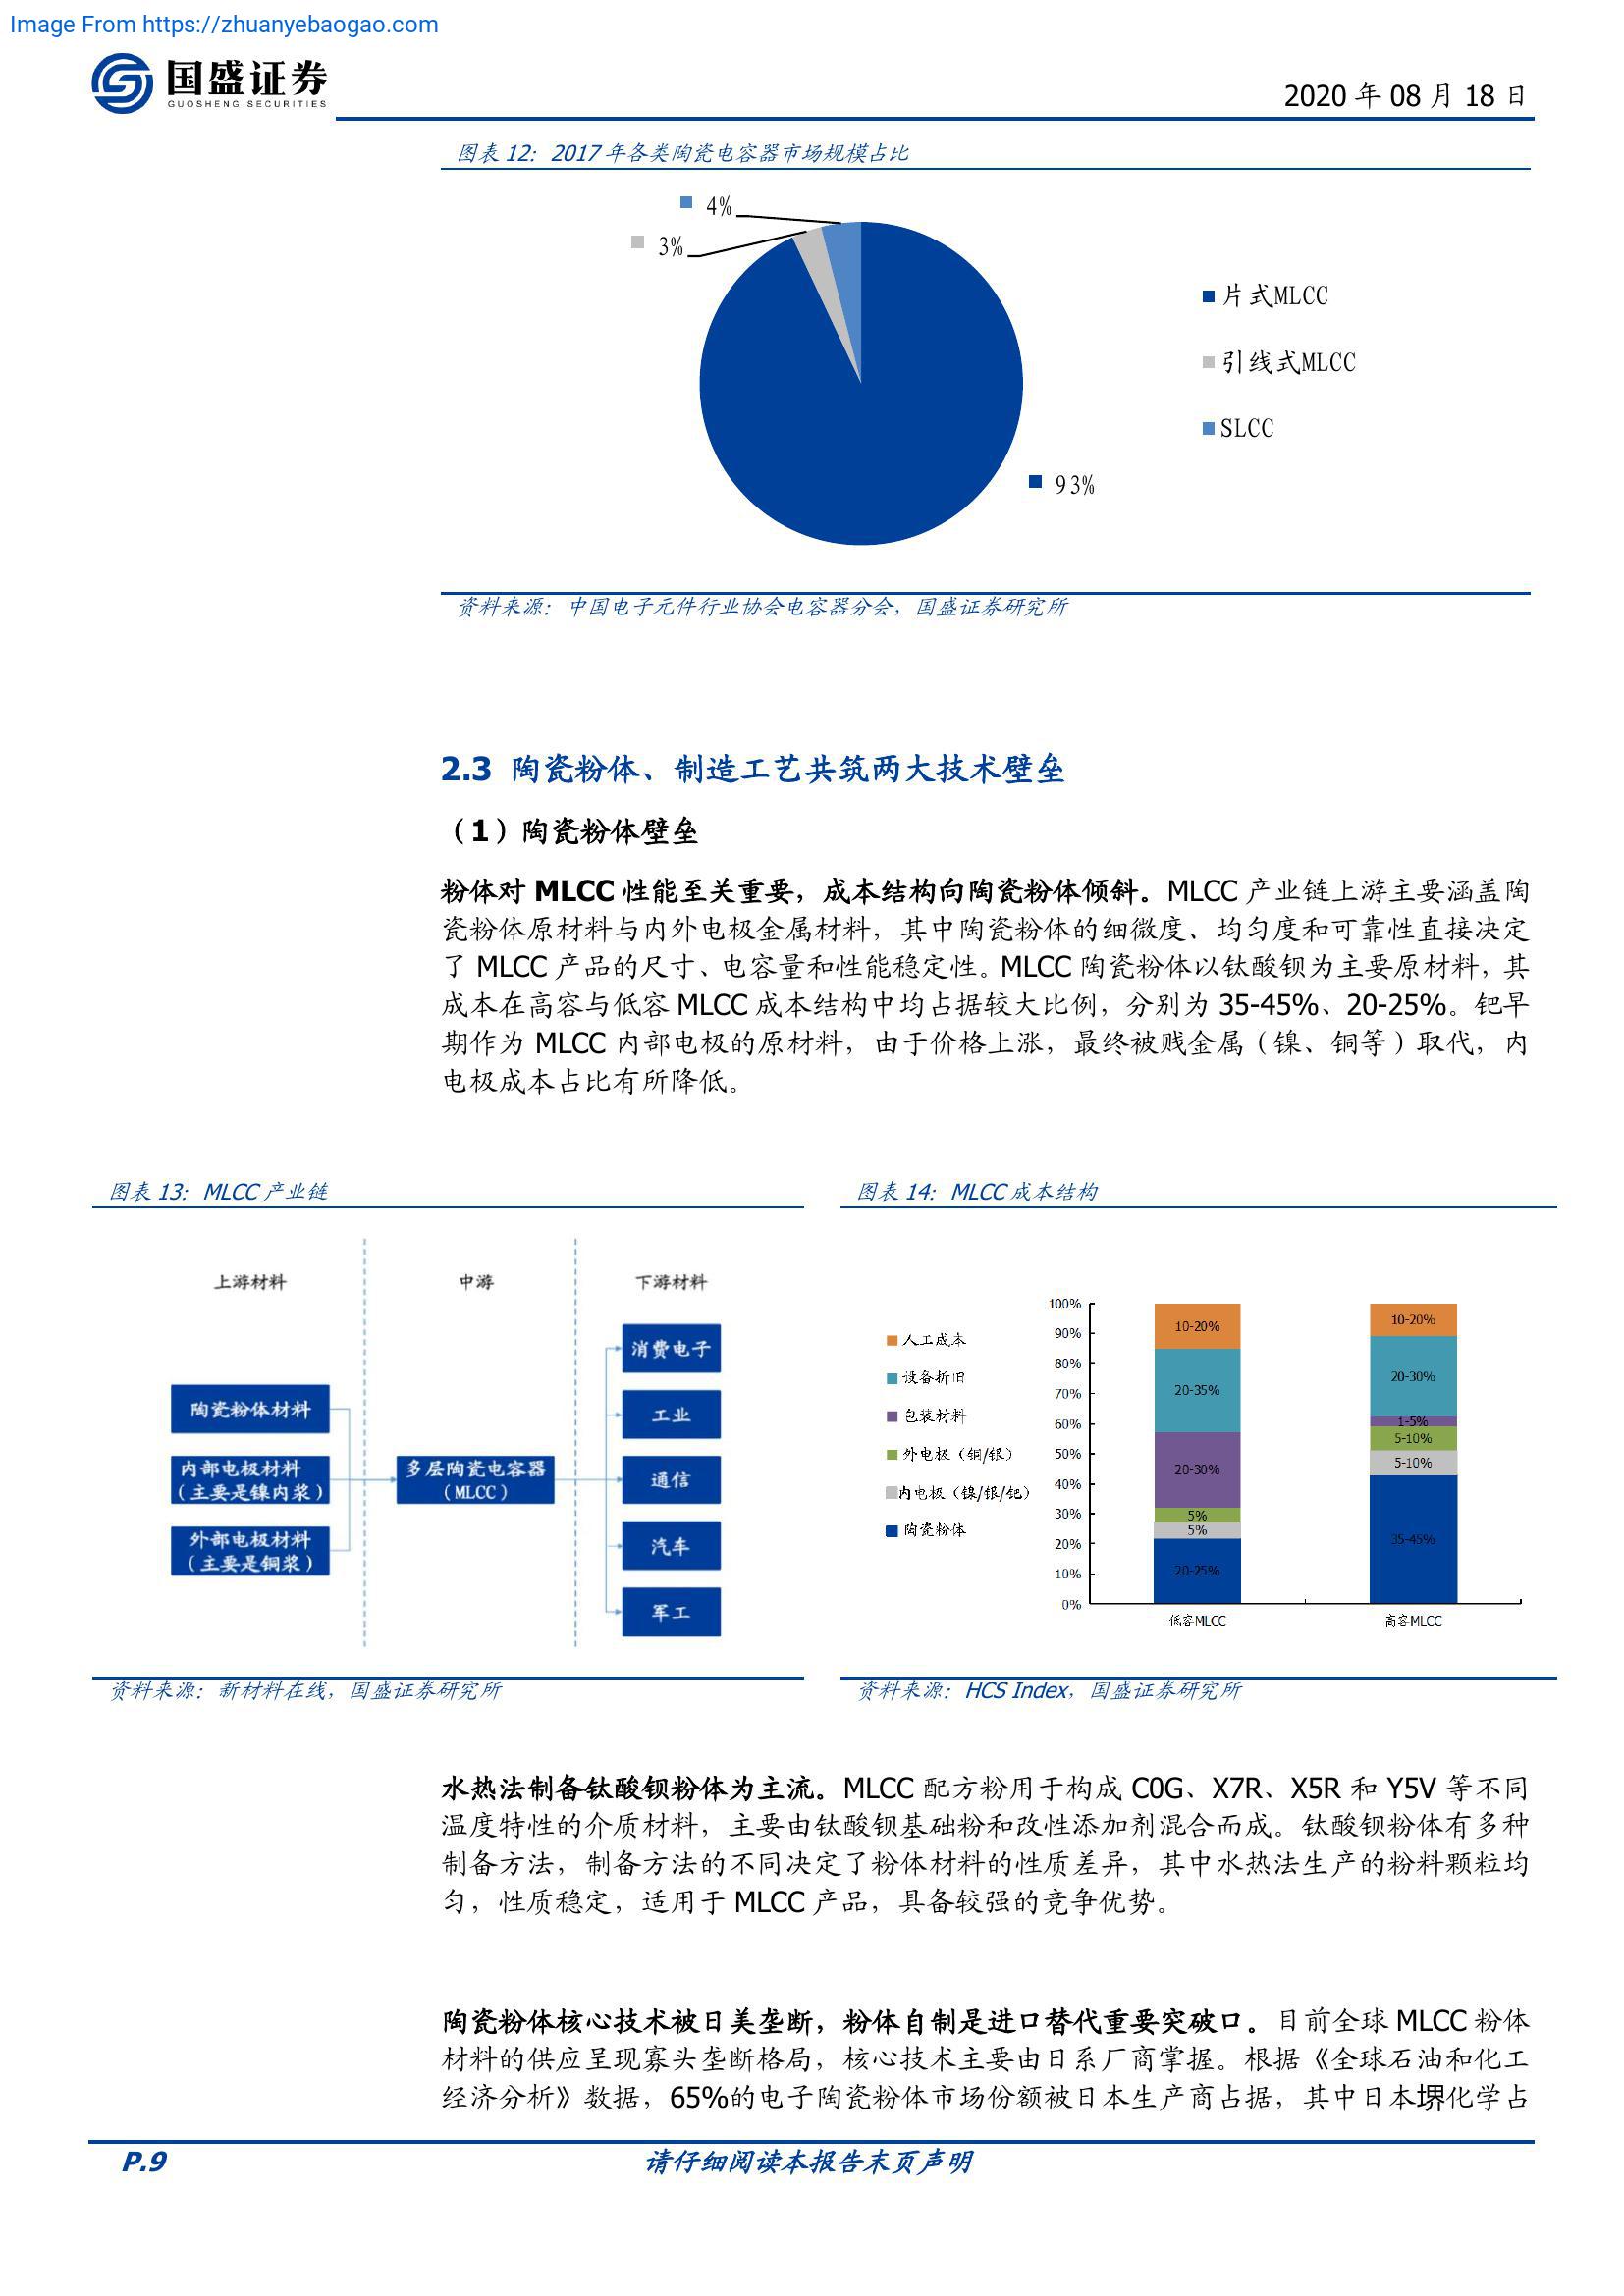 Image From https://zhuanyebaogao.com
国盛证券
GUOSHENG SECURITIES
2020 年 08 月 18 日
图表 12：2017 年各类陶瓷电容器市场规模占比
4%
3%
93%
片式MLCC
引线式MLCC
SLCC
资料来源：中国电子元件行业协会电容器分会，国盛证券研究所
2.3 陶瓷粉体、制造工艺共筑两大技术壁垒
（1）陶瓷粉体壁垒
粉体对 MLCC 性能至关重要，成本结构向陶瓷粉体倾斜。MLCC 产业链上游主要涵盖陶
瓷粉体原材料与内外电极金属材料，其中陶瓷粉体的细微度、均匀度和可靠性直接决定
了 MLCC 产品的尺寸、电容量和性能稳定性。MLCC 陶瓷粉体以钛酸钡为主要原材料，其
成本在高容与低容 MLCC 成本结构中均占据较大比例，分别为 35-45%、20-25%。钯早
期作为 MLCC 内部电极的原材料，由于价格上涨，最终被贱金属（镍、铜等）取代，内
电极成本占比有所降低。
图表 13：MLCC 产业链
上游材料
中游
下游材料
陶瓷粉体材料
内部电极材料
（主要是镍内浆）
外部电极材料
（主要是铜浆）
多层陶瓷电容器
（MLCC）
消费电子
工业
通信
汽车
军工
资料来源：新材料在线，国盛证券研究所
图表 14：MLCC 成本结构
人工成本
设备折旧
包装材料
外电极（铜/银）
内电极（镍/银/钯）
陶瓷粉体
100%
90%
80%
70%
60%
50%
40%
30%
20%
10%
0%
10-20%
20-35%
20-30%
5%
5%
20-25%
10-20%
20-30%
1-5%
5-10%
5-10%
35-45%
低容MLCC
高容MLCC
资料来源：HCS Index，国盛证券研究所
水热法制备钛酸钡粉体为主流。MLCC 配方粉用于构成 C0G、X7R、X5R 和 Y5V 等不同
温度特性的介质材料，主要由钛酸钡基础粉和改性添加剂混合而成。钛酸钡粉体有多种
制备方法，制备方法的不同决定了粉体材料的性质差异，其中水热法生产的粉料颗粒均
匀，性质稳定，适用于 MLCC 产品，具备较强的竞争优势。
陶瓷粉体核心技术被日美垄断，粉体自制是进口替代重要突破口。目前全球 MLCC 粉体
材料的供应呈现寡头垄断格局，核心技术主要由日系厂商掌握。根据《全球石油和化工
经济分析》数据，65%的电子陶瓷粉体市场份额被日本生产商占据，其中日本堺化学占
P.9
请仔细阅读本报告末页声明